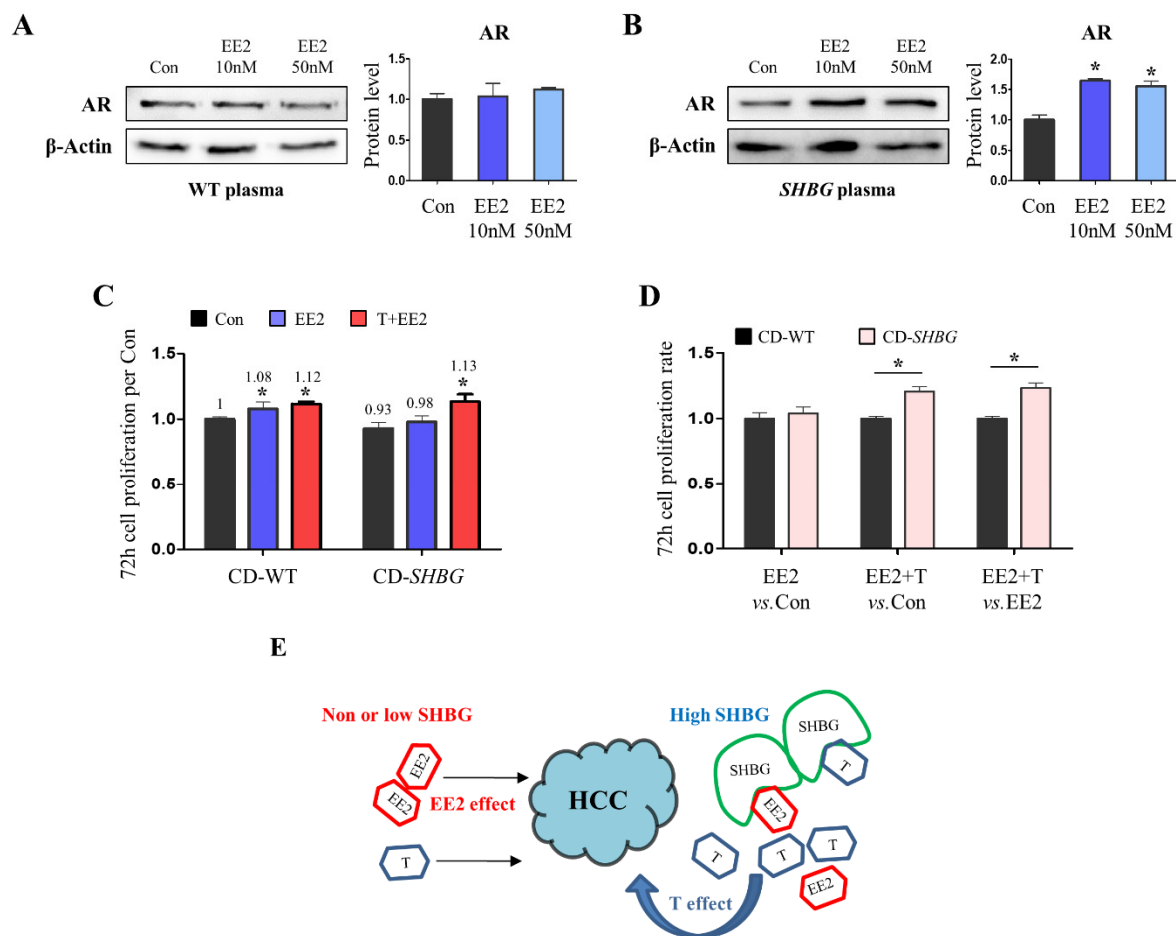 A
Con
EE2
10nM
EE2
50nM
AR
β-Actin
WT plasma
AR
Protein level
1.5
1.0
0.5
0.0
Con
EE2
10nM
EE2
50nM
B
Con
EE2
10nM
EE2
50nM
AR
β-Actin
SHBG plasma
AR
Protein level
2.0
1.5
1.0
0.5
0.0
*
*
Con
EE2
10nM
EE2
50nM
C
Con
EE2
T+EE2
72h cell proliferation per Con
1.5
1.0
0.5
0.0
1
1.08
*
1.12
*
0.93
0.98
1.13
*
CD-WT
CD-SHBG
D
CD-WT
CD-SHBG
72h cell proliferation rate
1.5
1.0
0.5
0.0
*
*
EE2
vs.Con
EE2+T
vs.Con
EE2+T
vs.EE2
E
Non or low SHBG
EE2
EE2
EE2 effect
T
HCC
High SHBG
SHBG
SHBG
T
EE2
T
T
T
EE2
T effect